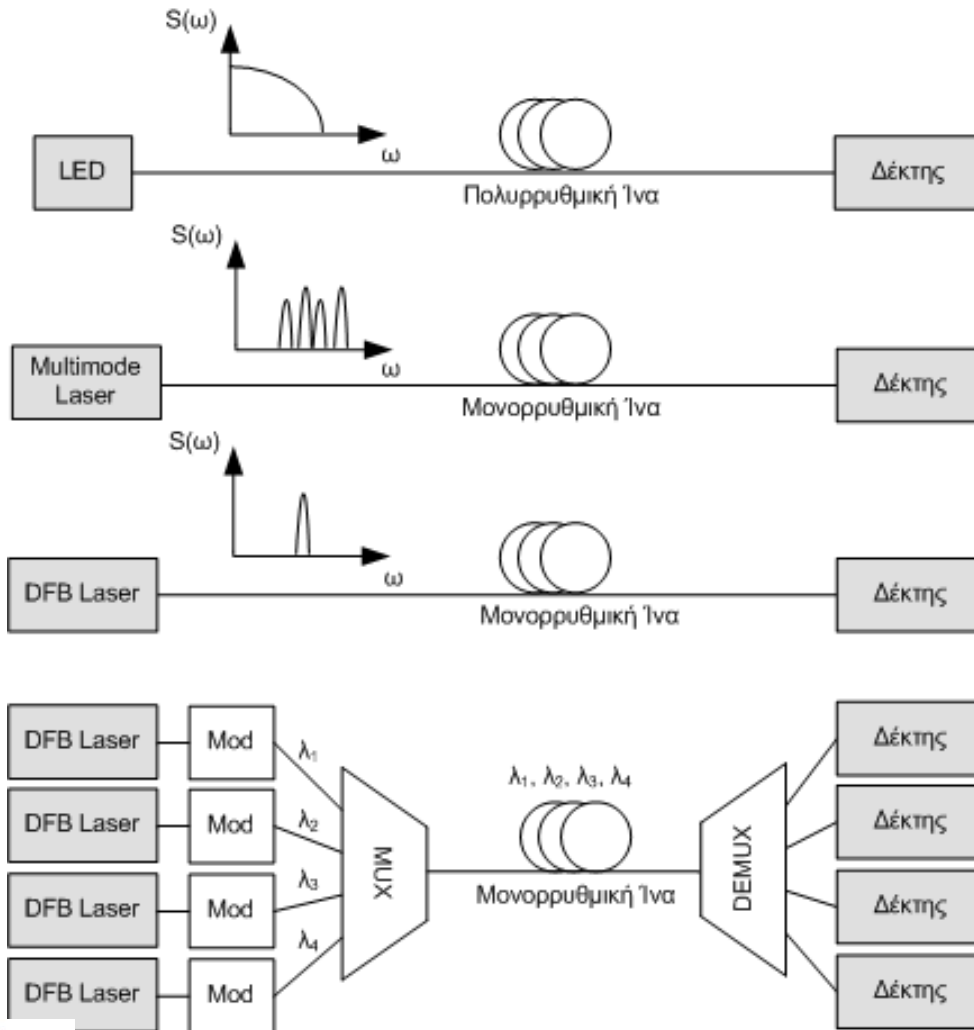 S(ω)
ω
LED
Πολυρρυθμική Ίνα
Δέκτης
S(ω)
ω
Multimode
Laser
Μονορρυθμική Ίνα
Δέκτης
S(ω)
ω
DFB Laser
Μονορρυθμική Ίνα
Δέκτης
DFB Laser
Mod
λ₁
Δέκτης
λ₁, λ₂, λ₃, λ₄
DFB Laser
Mod
λ₂
Δέκτης
MUX
Μονορρυθμική Ίνα
DEMUX
DFB Laser
Mod
λ₃
Δέκτης
DFB Laser
Mod
λ₄
Δέκτης